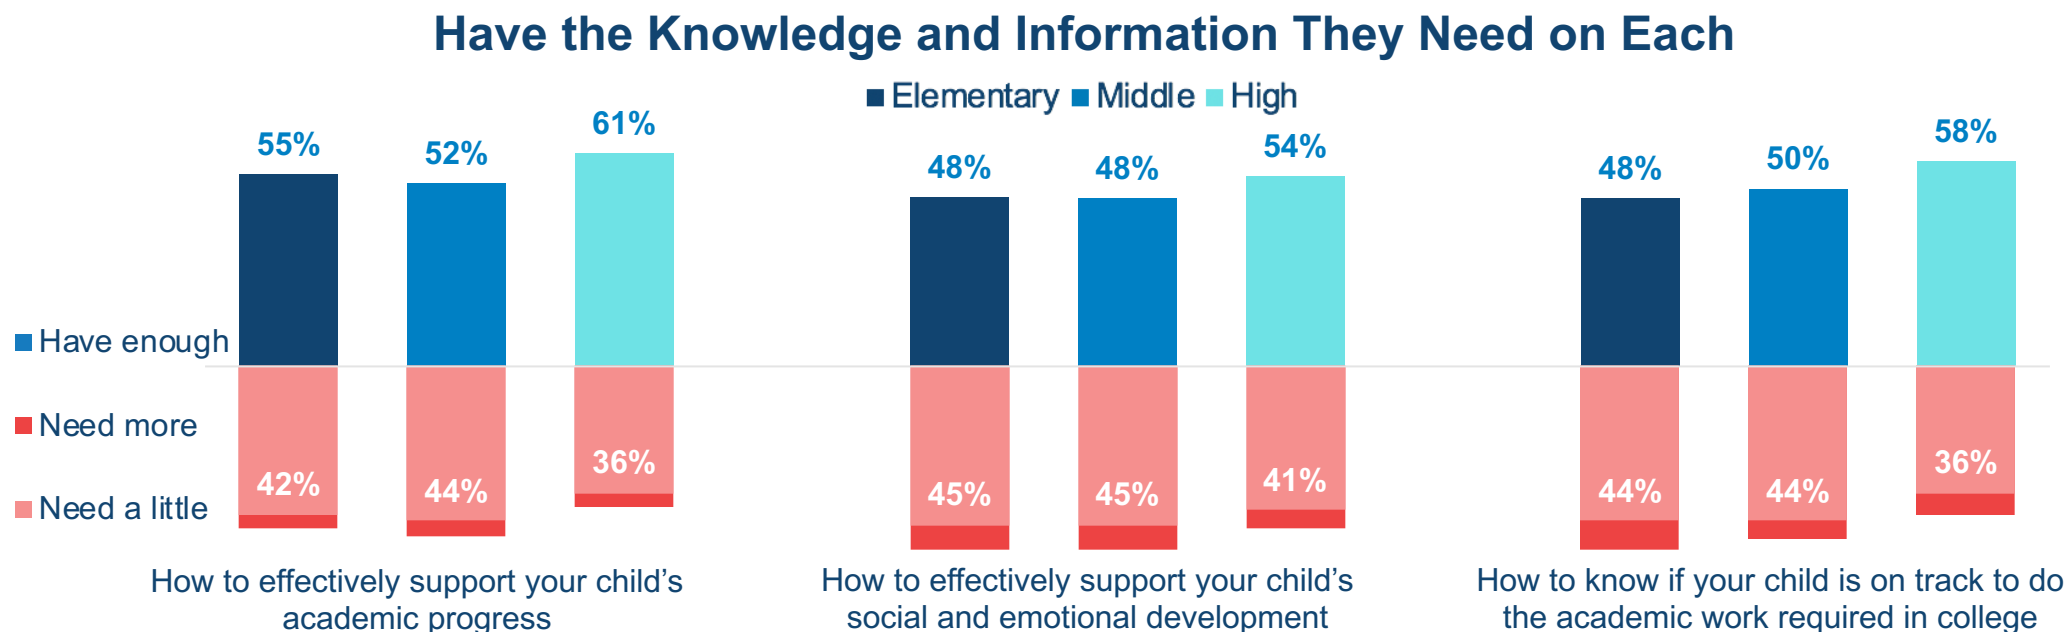 Have the Knowledge and Information They Need on Each
Elementary Middle High
55% 52% 61% 48% 48% 54% 48% 50% 58%
Have enough
Need more
Need a little
42% 44% 36% 45% 45% 41% 44% 44% 36%
How to effectively support your child’s
academic progress
How to effectively support your child’s
social and emotional development
How to know if your child is on track to do
the academic work required in college